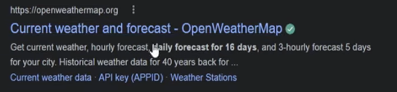 https://openweathermap.org
Current weather and forecast - OpenWeatherMap
Get current weather, hourly forecast, daily forecast for 16 days, and 3-hourly forecast 5 days
for your city. Historical weather data for 40 years back for ...
Current weather data · API key (APPID) · Weather Stations